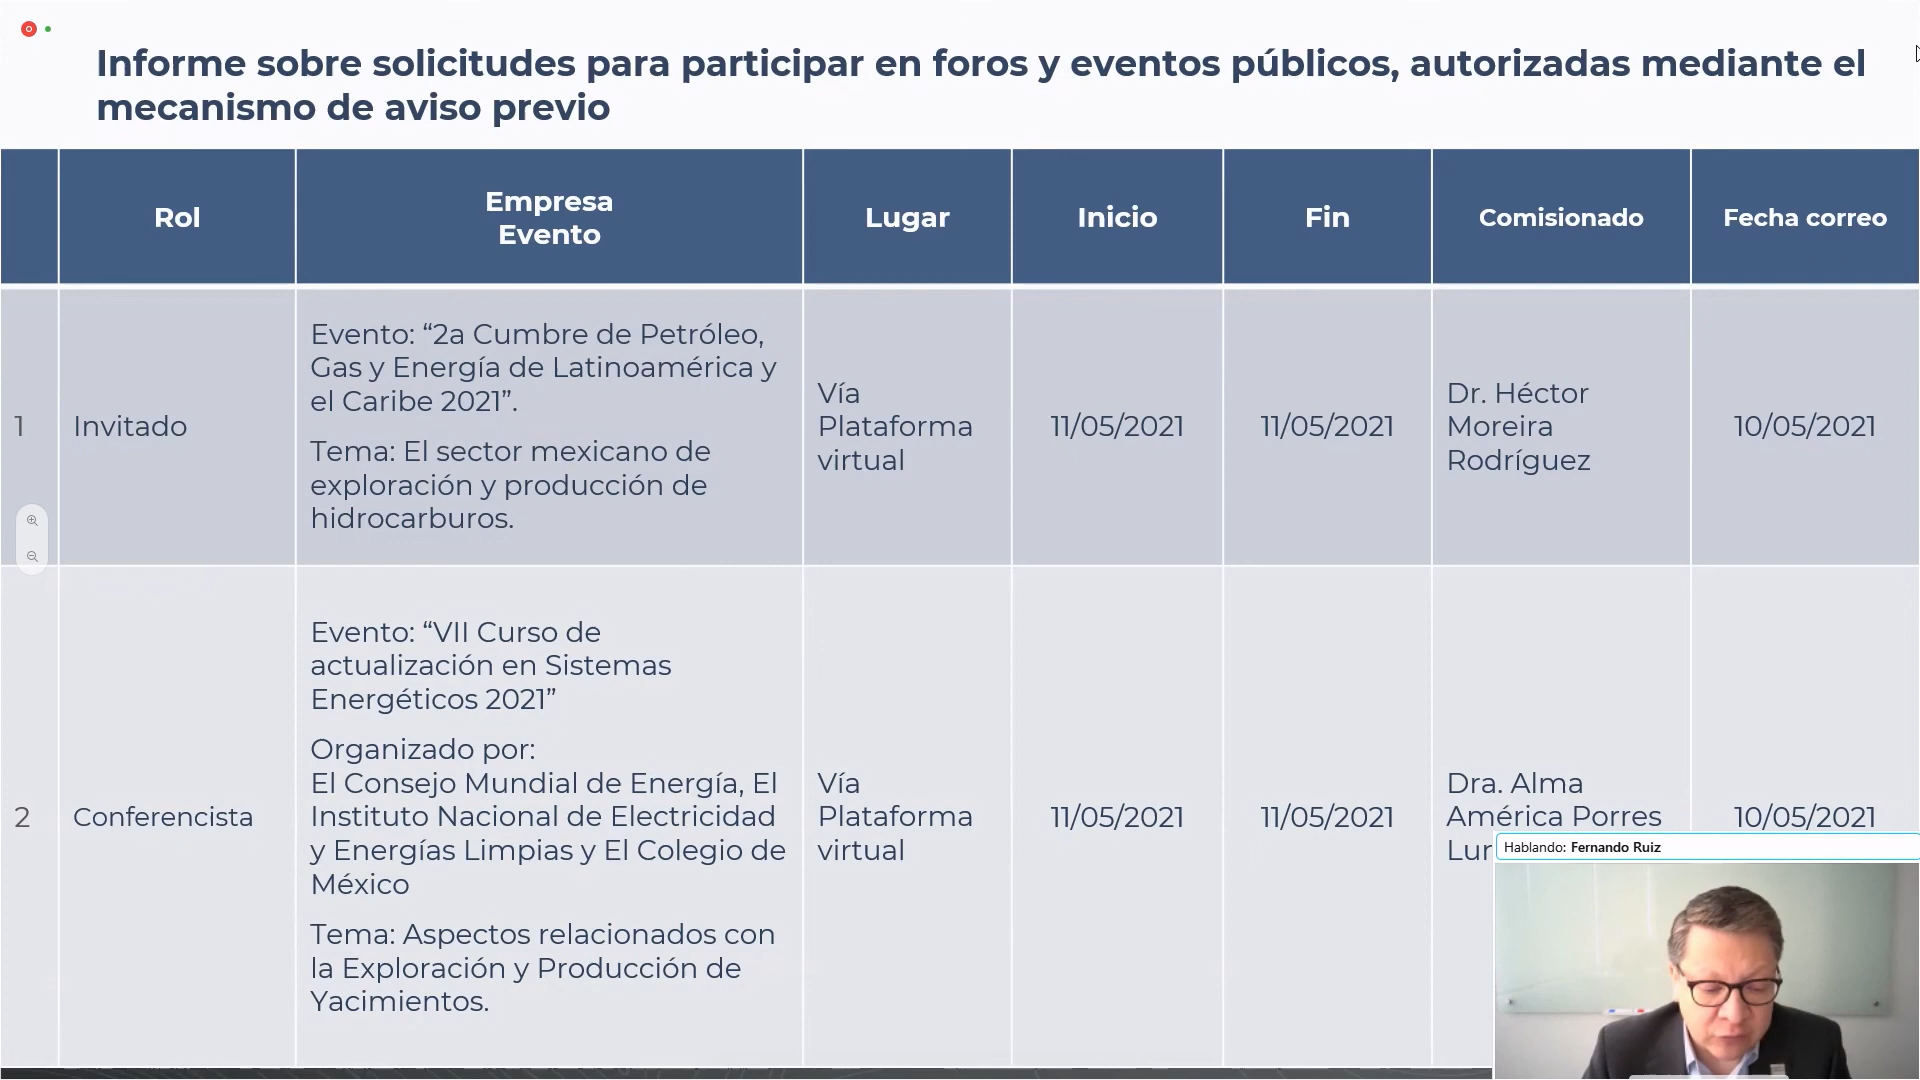 Informe sobre solicitudes para participar en foros y eventos públicos, autorizadas mediante el
mecanismo de aviso previo
Rol
Empresa
Evento
Lugar
Inicio
Fin
Comisionado
Fecha correo
1
Invitado
Evento: “2a Cumbre de Petróleo,
Gas y Energía de Latinoamérica y
el Caribe 2021”.
Tema: El sector mexicano de
exploración y producción de
hidrocarburos.
Vía
Plataforma
virtual
11/05/2021
11/05/2021
Dr. Héctor
Moreira
Rodríguez
10/05/2021
2
Conferencista
Evento: “VII Curso de
actualización en Sistemas
Energéticos 2021”
Organizado por:
El Consejo Mundial de Energía, El
Instituto Nacional de Electricidad
y Energías Limpias y El Colegio de
México
Tema: Aspectos relacionados con
la Exploración y Producción de
Yacimientos.
Vía
Plataforma
virtual
11/05/2021
11/05/2021
Dra. Alma
América Porres
10/05/2021
Hablando: Fernando Ruiz